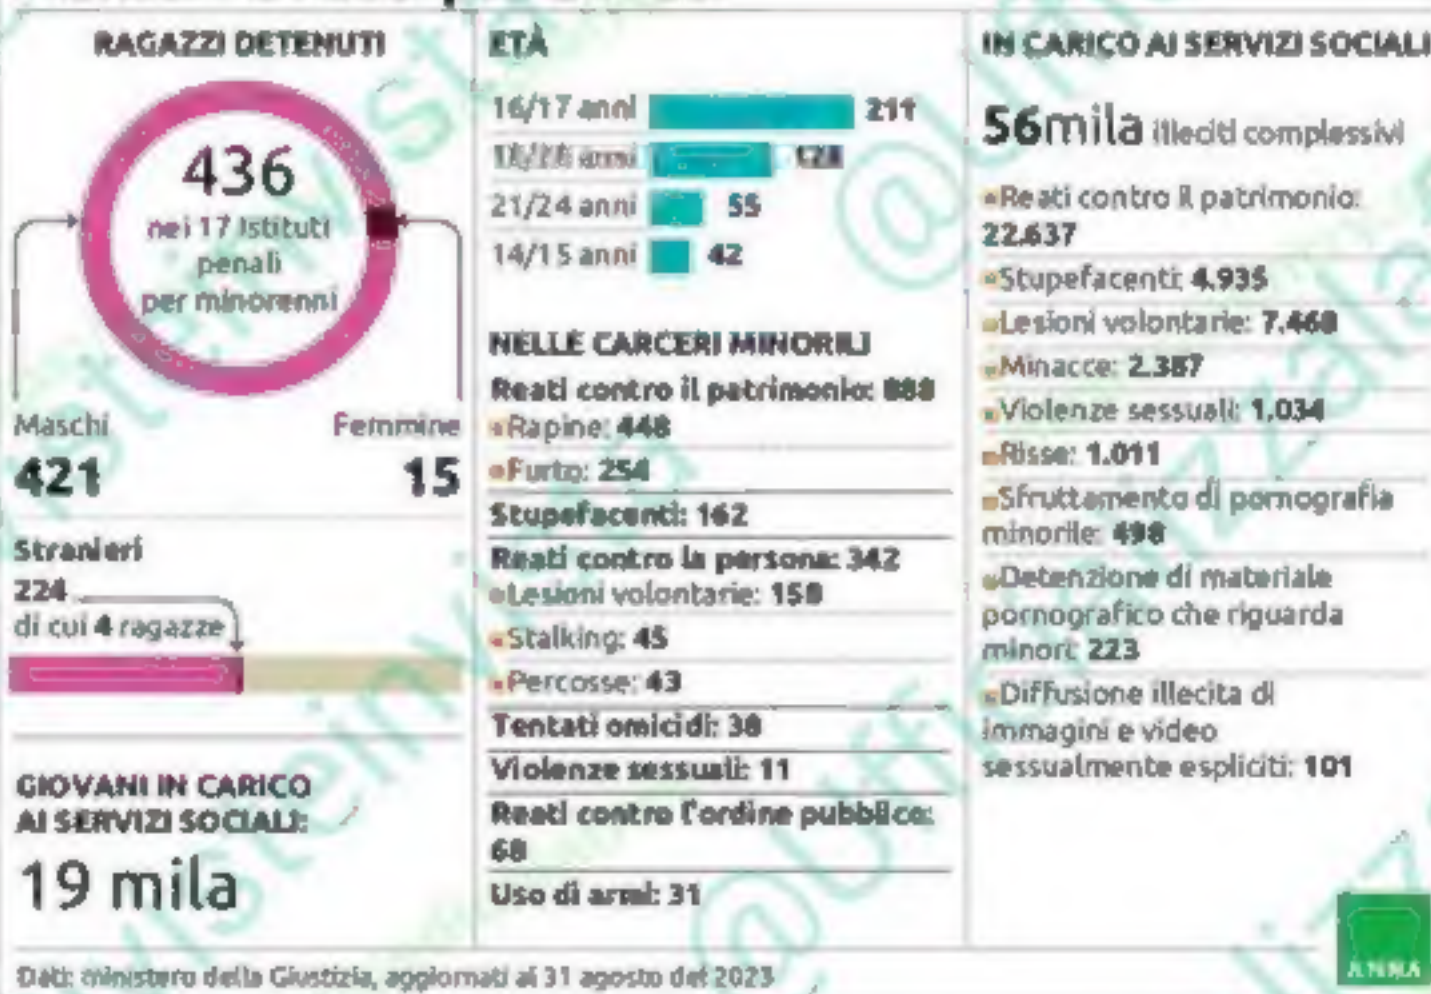 RAGAZZI DETENUTI
436
nei 17 Istituti
penali
per minorenni
Maschi
421
Femmine
15
Stranieri
224
di cui 4 ragazze
GIOVANI IN CARICO
AI SERVIZI SOCIALI:
19 mila
ETÀ
16/17 anni 211
anni
21/24 anni 55
14/15 anni 42
NELLE CARCERI MINORILI
Reati contro il patrimonio:
Rapine: 448
Furto: 254
Stupefacenti: 162
Reati contro la persona: 342
Lesioni volontarie: 158
Stalking: 45
Percosse: 43
Tentati omicidi: 38
Violenze sessuali: 11
Reati contro l'ordine pubblico:
68
Uso di armi: 31
IN CARICO AI SERVIZI SOCIALI
56mila illeciti complessivi
Reati contro il patrimonio:
22.637
Stupefacenti: 4.935
Lesioni volontarie: 7.468
Minacce: 2.387
Violenze sessuali: 1.034
Risse: 1.011
Sfruttamento di pornografia
minorile: 498
Detenzione di materiale
pornografico che riguarda
minori: 223
Diffusione illecita di
immagini e video
sessualmente espliciti: 101
Dati: ministero della Giustizia, aggiornati al 31 agosto del 2023